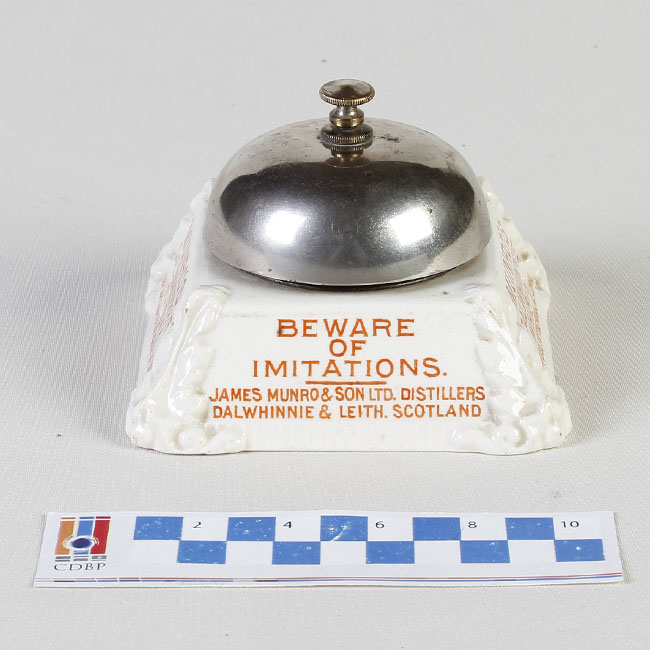 BEWARE
OF
IMITATIONS.
JAMES MUNRO & SON LTD. DISTILLERS
DALWHINNIE & LEITH. SCOTLAND
2 4 6 8 10
CDBP